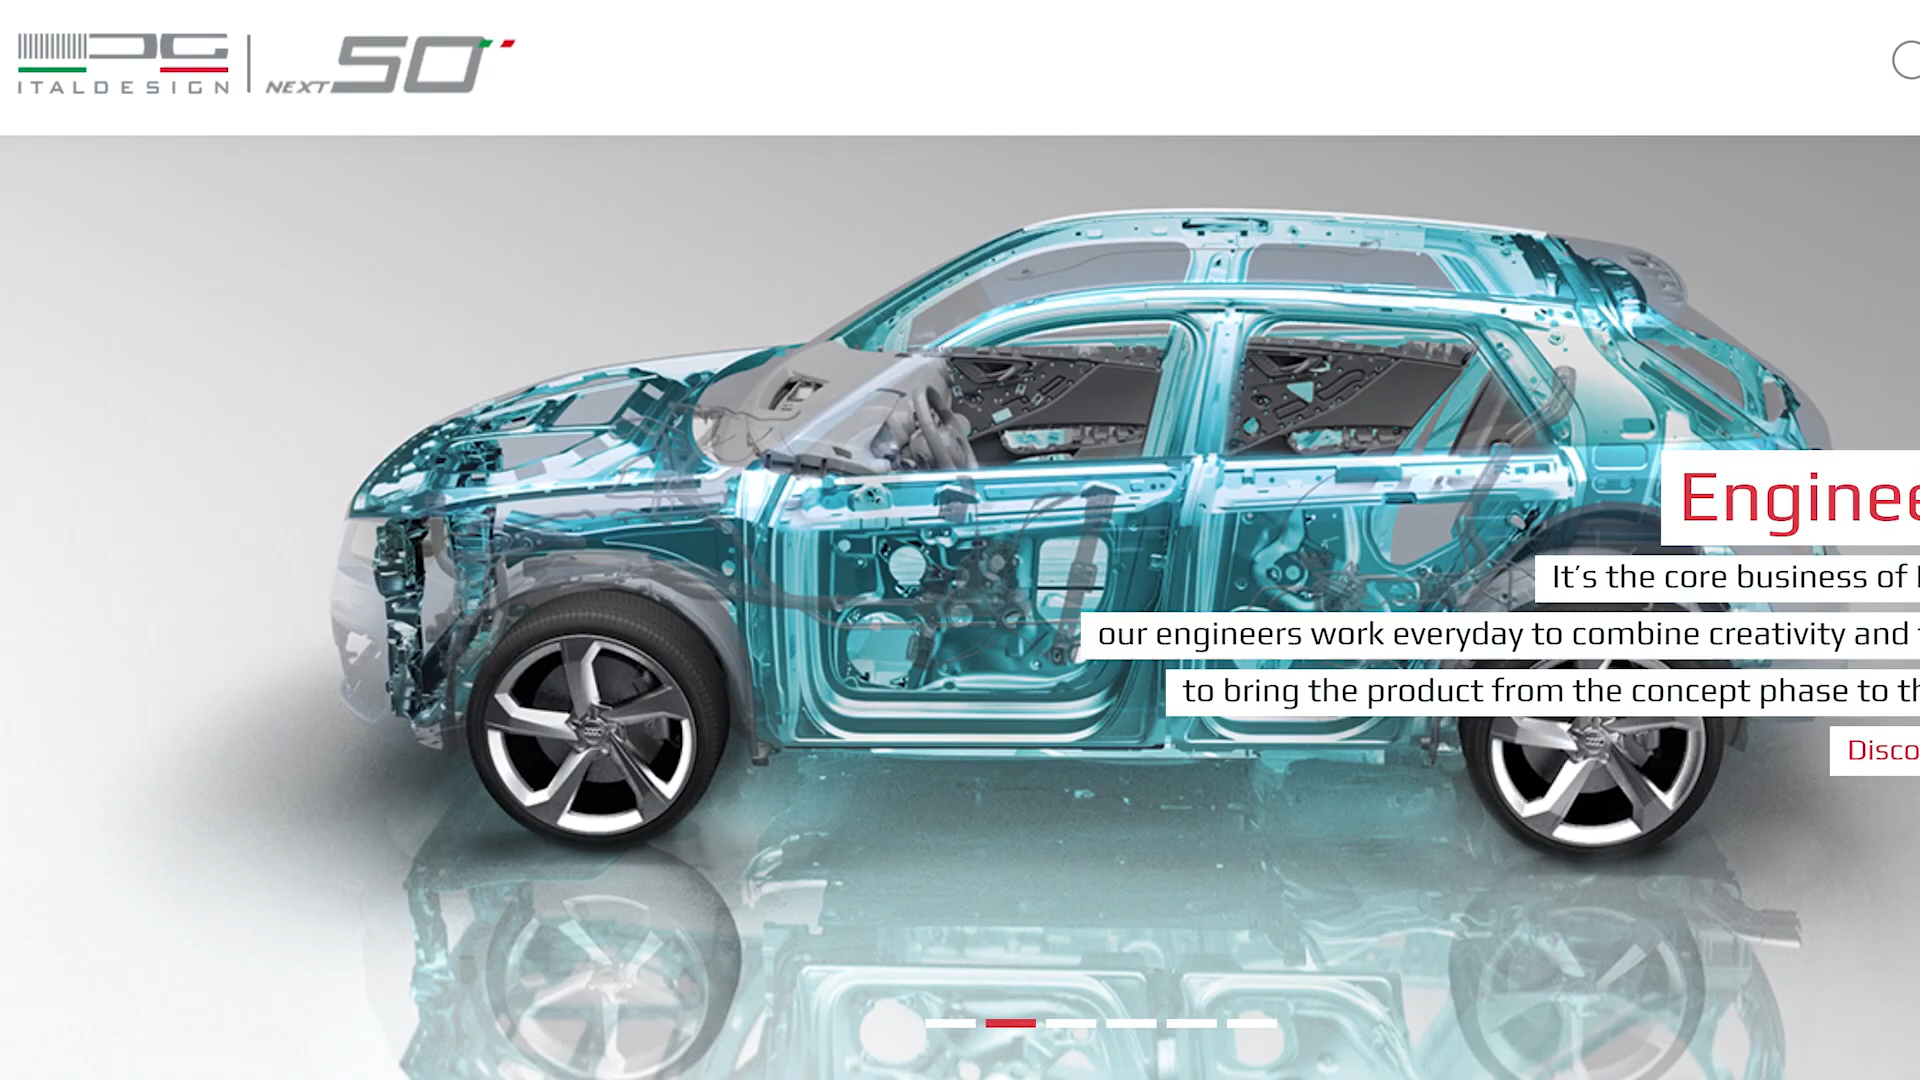 ITALDESIGN
NEXT 50
Enginee
It's the core business of
our engineers work everyday to combine creativity and
to bring the product from the concept phase to th
Disco